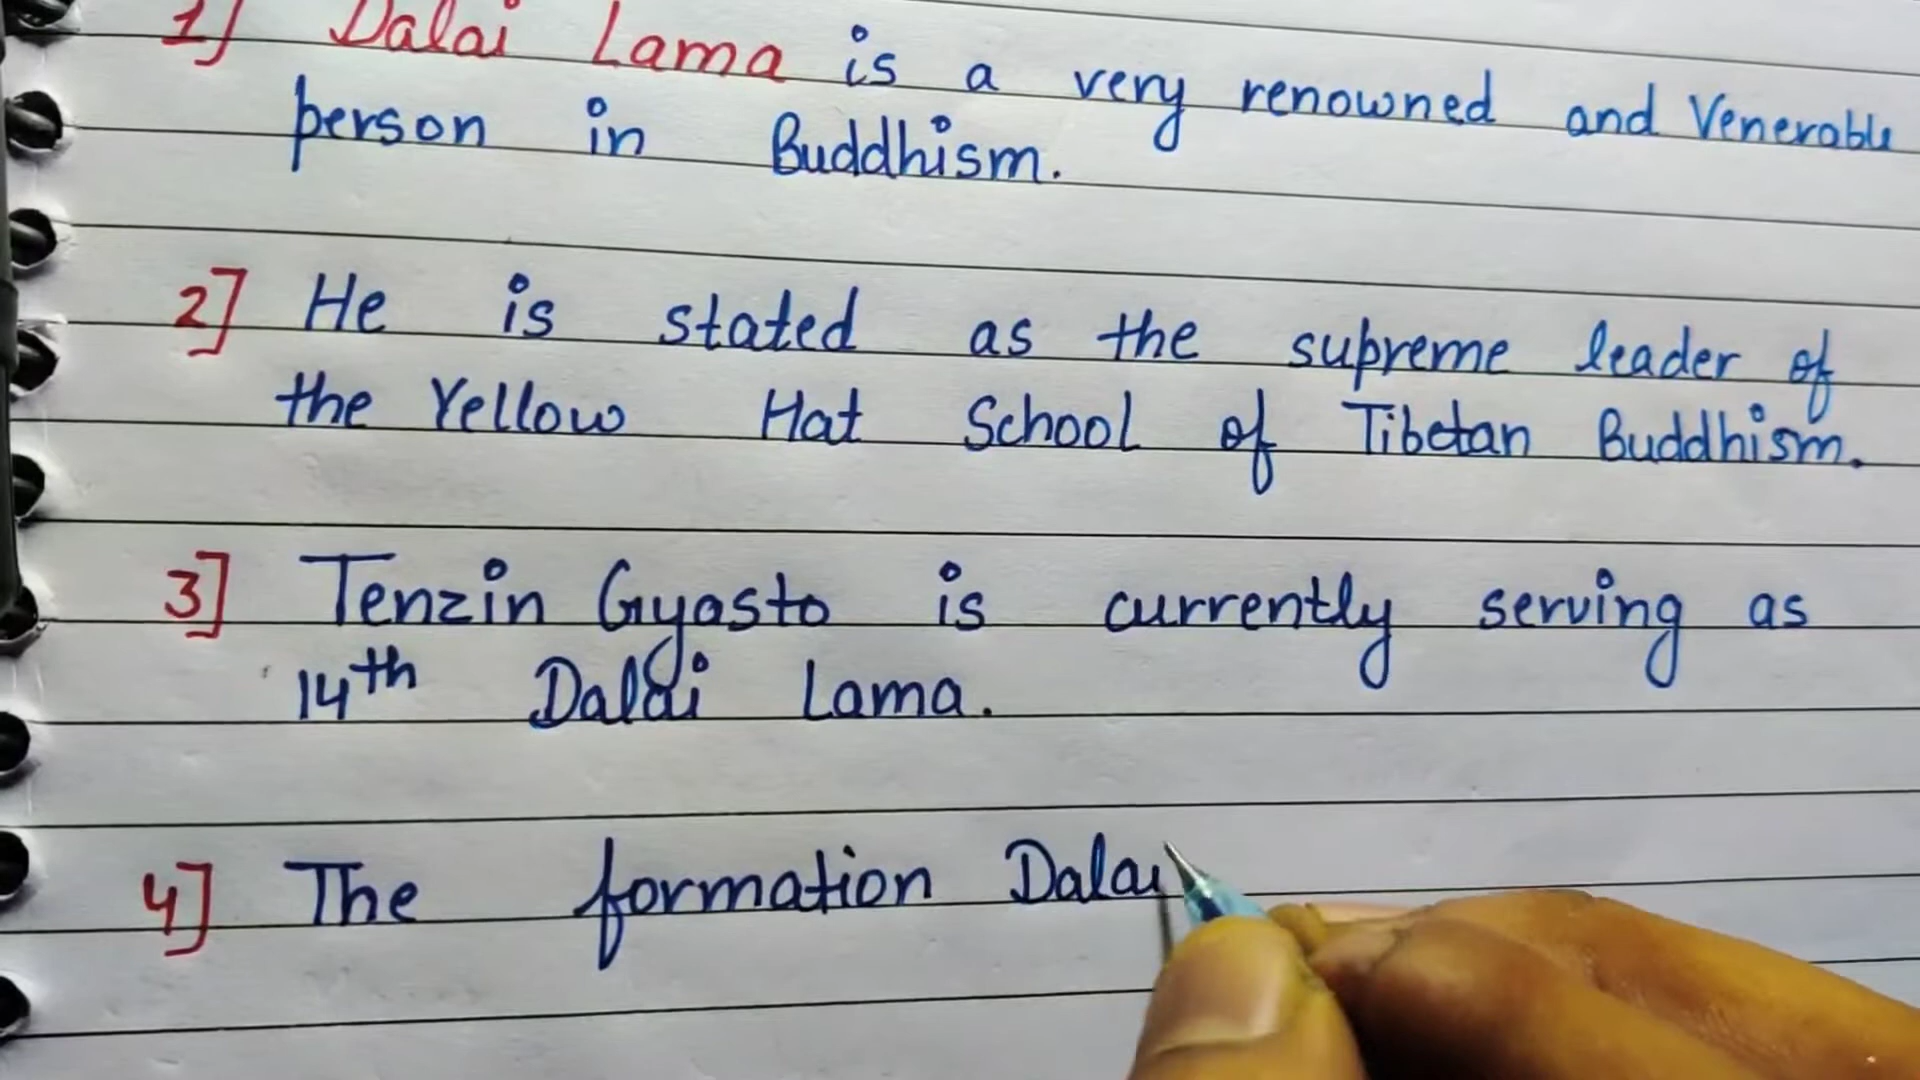 1] Dalai Lama is a very renowned and Venerable
person in Buddhism.
2] He is stated as the supreme leader of
the Yellow Hat School of Tibetan Buddhism.
3] Tenzin Gyasto is currently serving as
14th Dalai Lama.
4] The formation Dalai